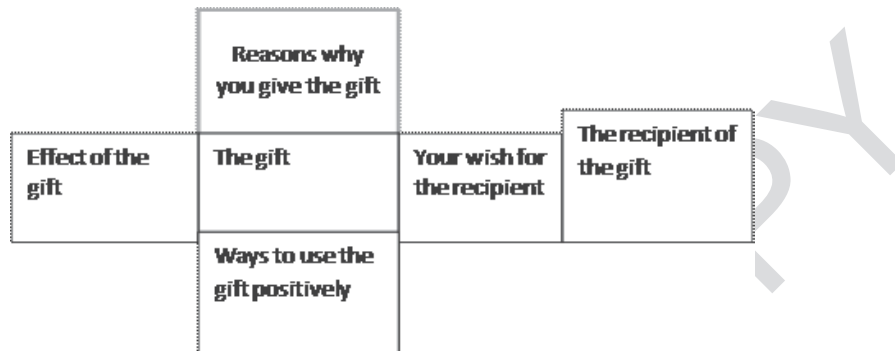 Reasons why
you give the gift
Effect of the
gift
The gift
Your wish for
the recipient
The recipient of
the gift
Ways to use the
gift positively
PY